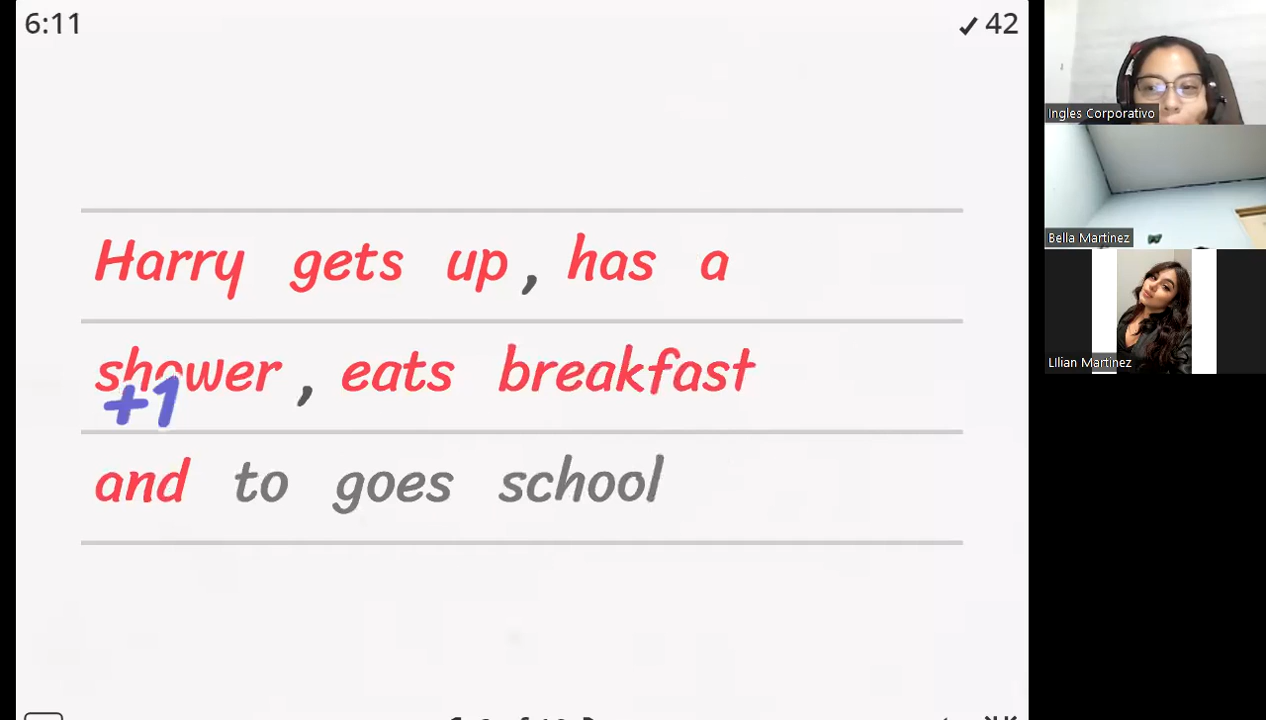 6:11
✓ 42
Harry gets up, has a
shower, eats breakfast
+1
and to goes school
Ingles Corporativo
Bella Martinez
LIlian Martinez